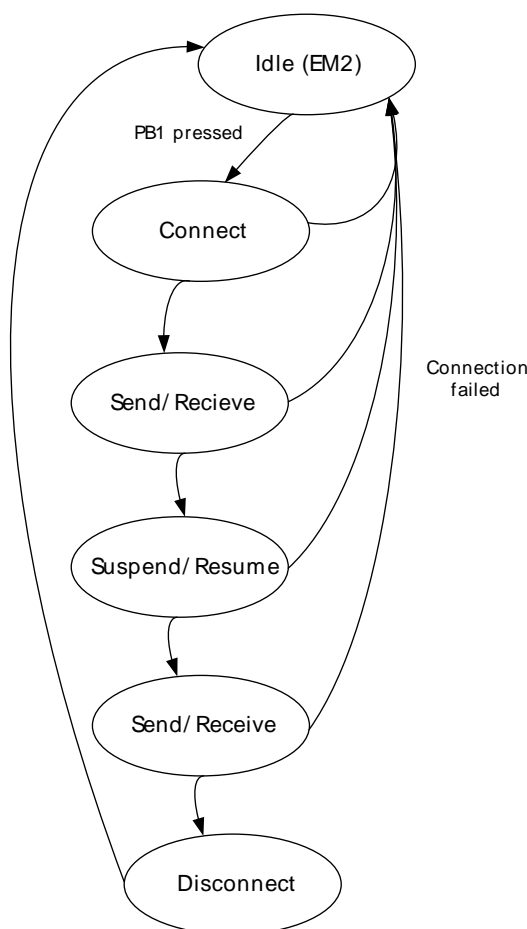 Idle (EM2)
PB1 pressed
Connect
Send/Recieve
Connection
failed
Suspend/Resume
Send/Receive
Disconnect